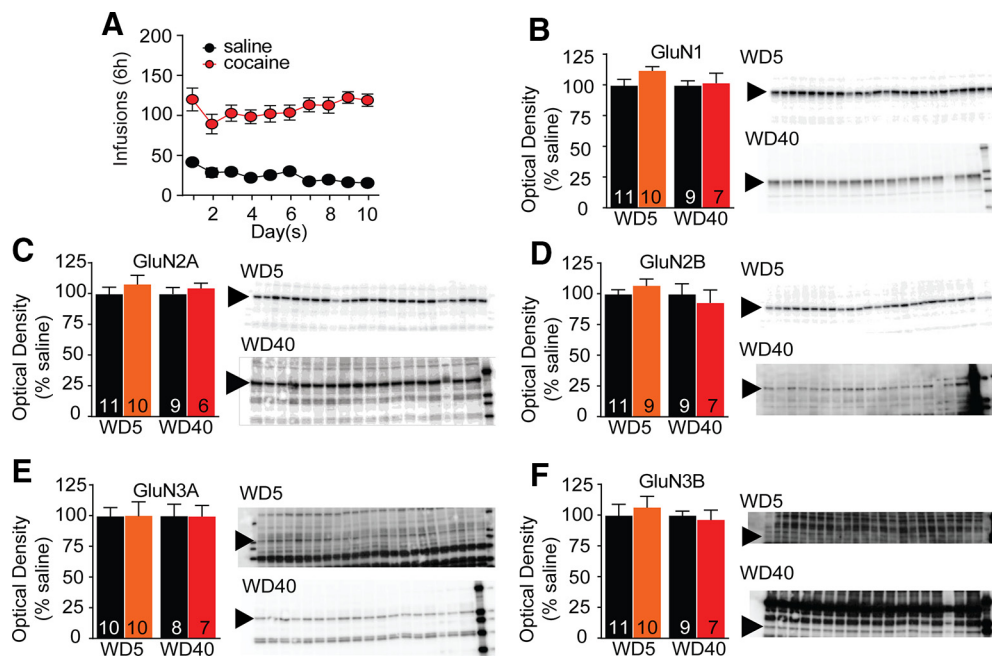 A
200
150
100
50
0
Infusions (6h)
saline
cocaine
2 4 6 8 10
Day(s)
B
GluN1
125
100
75
50
25
0
Optical Density
(% saline)
11 10 9 7
WD5 WD40
WD5
WD40
C
GluN2A
125
100
75
50
25
0
Optical Density
(% saline)
11 10 9 6
WD5 WD40
WD5
WD40
D
GluN2B
125
100
75
50
25
0
Optical Density
(% saline)
11 9 9 7
WD5 WD40
WD5
WD40
E
GluN3A
125
100
75
50
25
0
Optical Density
(% saline)
10 10 8 7
WD5 WD40
WD5
WD40
F
GluN3B
125
100
75
50
25
0
Optical Density
(% saline)
11 10 9 7
WD5 WD40
WD5
WD40